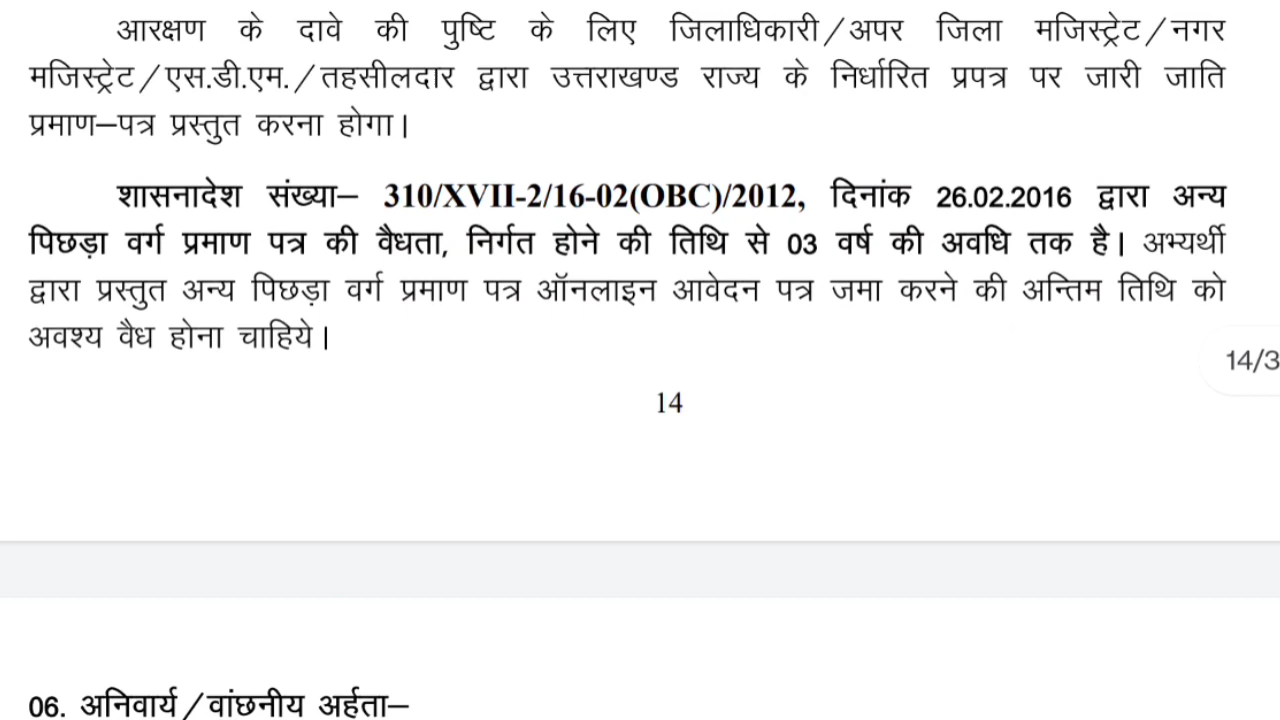 आरक्षण के दावे की पुष्टि के लिए जिलाधिकारी/अपर जिला मजिस्ट्रेट/नगर
मजिस्ट्रेट/एस.डी.एम./तहसीलदार द्वारा उत्तराखण्ड राज्य के निर्धारित प्रपत्र पर जारी जाति
प्रमाण–पत्र प्रस्तुत करना होगा।
शासनादेश संख्या– 310/XVII-2/16-02(OBC)/2012, दिनांक 26.02.2016 द्वारा अन्य
पिछड़ा वर्ग प्रमाण पत्र की वैधता, निर्गत होने की तिथि से 03 वर्ष की अवधि तक है। अभ्यर्थी
द्वारा प्रस्तुत अन्य पिछड़ा वर्ग प्रमाण पत्र ऑनलाइन आवेदन पत्र जमा करने की अन्तिम तिथि को
अवश्य वैध होना चाहिये।
14/3
14
06. अनिवार्य/वांछनीय अर्हता–